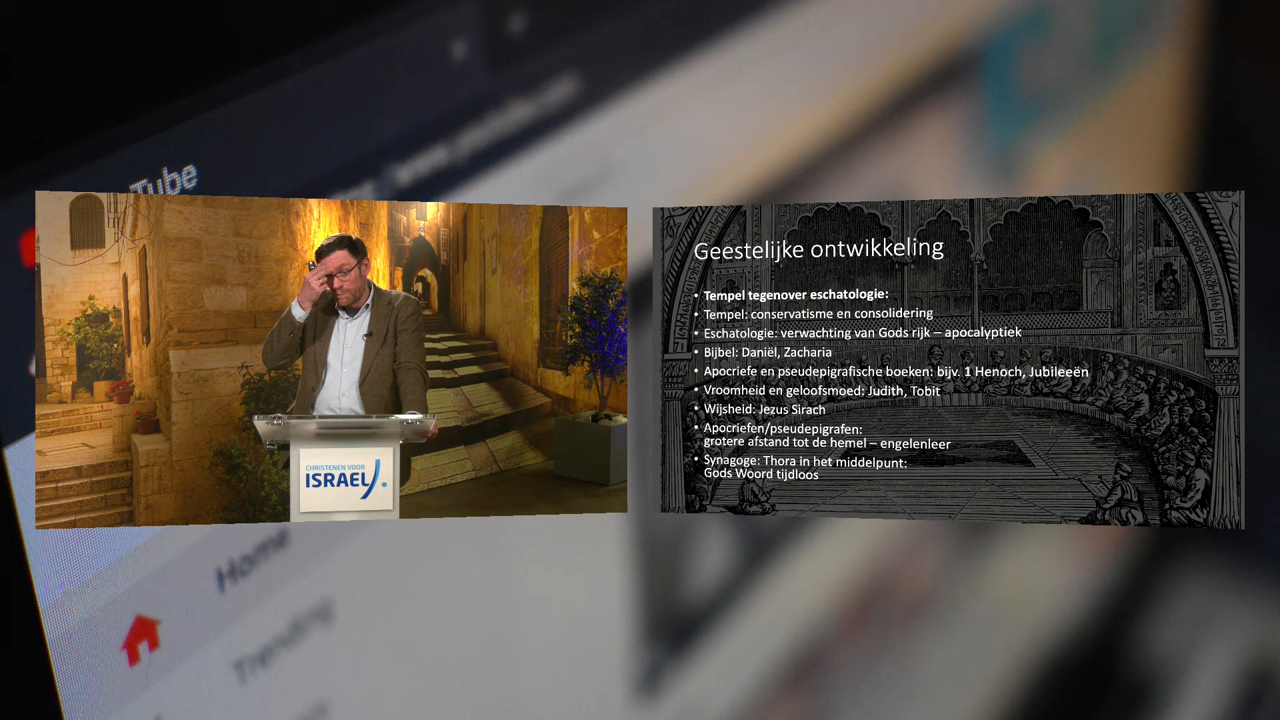 Tube
CHRISTENEN VOOR
ISRAEL
Geestelijke ontwikkeling
• Tempel tegenover eschatologie:
• Tempel: conservatisme en consolidering
• Eschatologie: verwachting van Gods rijk – apocalyptiek
• Bijbel: Daniël, Zacharia
• Apocriefe en pseudepigrafische boeken: bijv. 1 Henoch, Jubileeën
• Vroomheid en geloofsmoed: Judith, Tobit
• Wijsheid: Jezus Sirach
• Apocriefen/pseudepigrafen:
grotere afstand tot de hemel – engelenleer
• Synagoge: Thora in het middelpunt:
Gods Woord tijdloos
Home
Trending